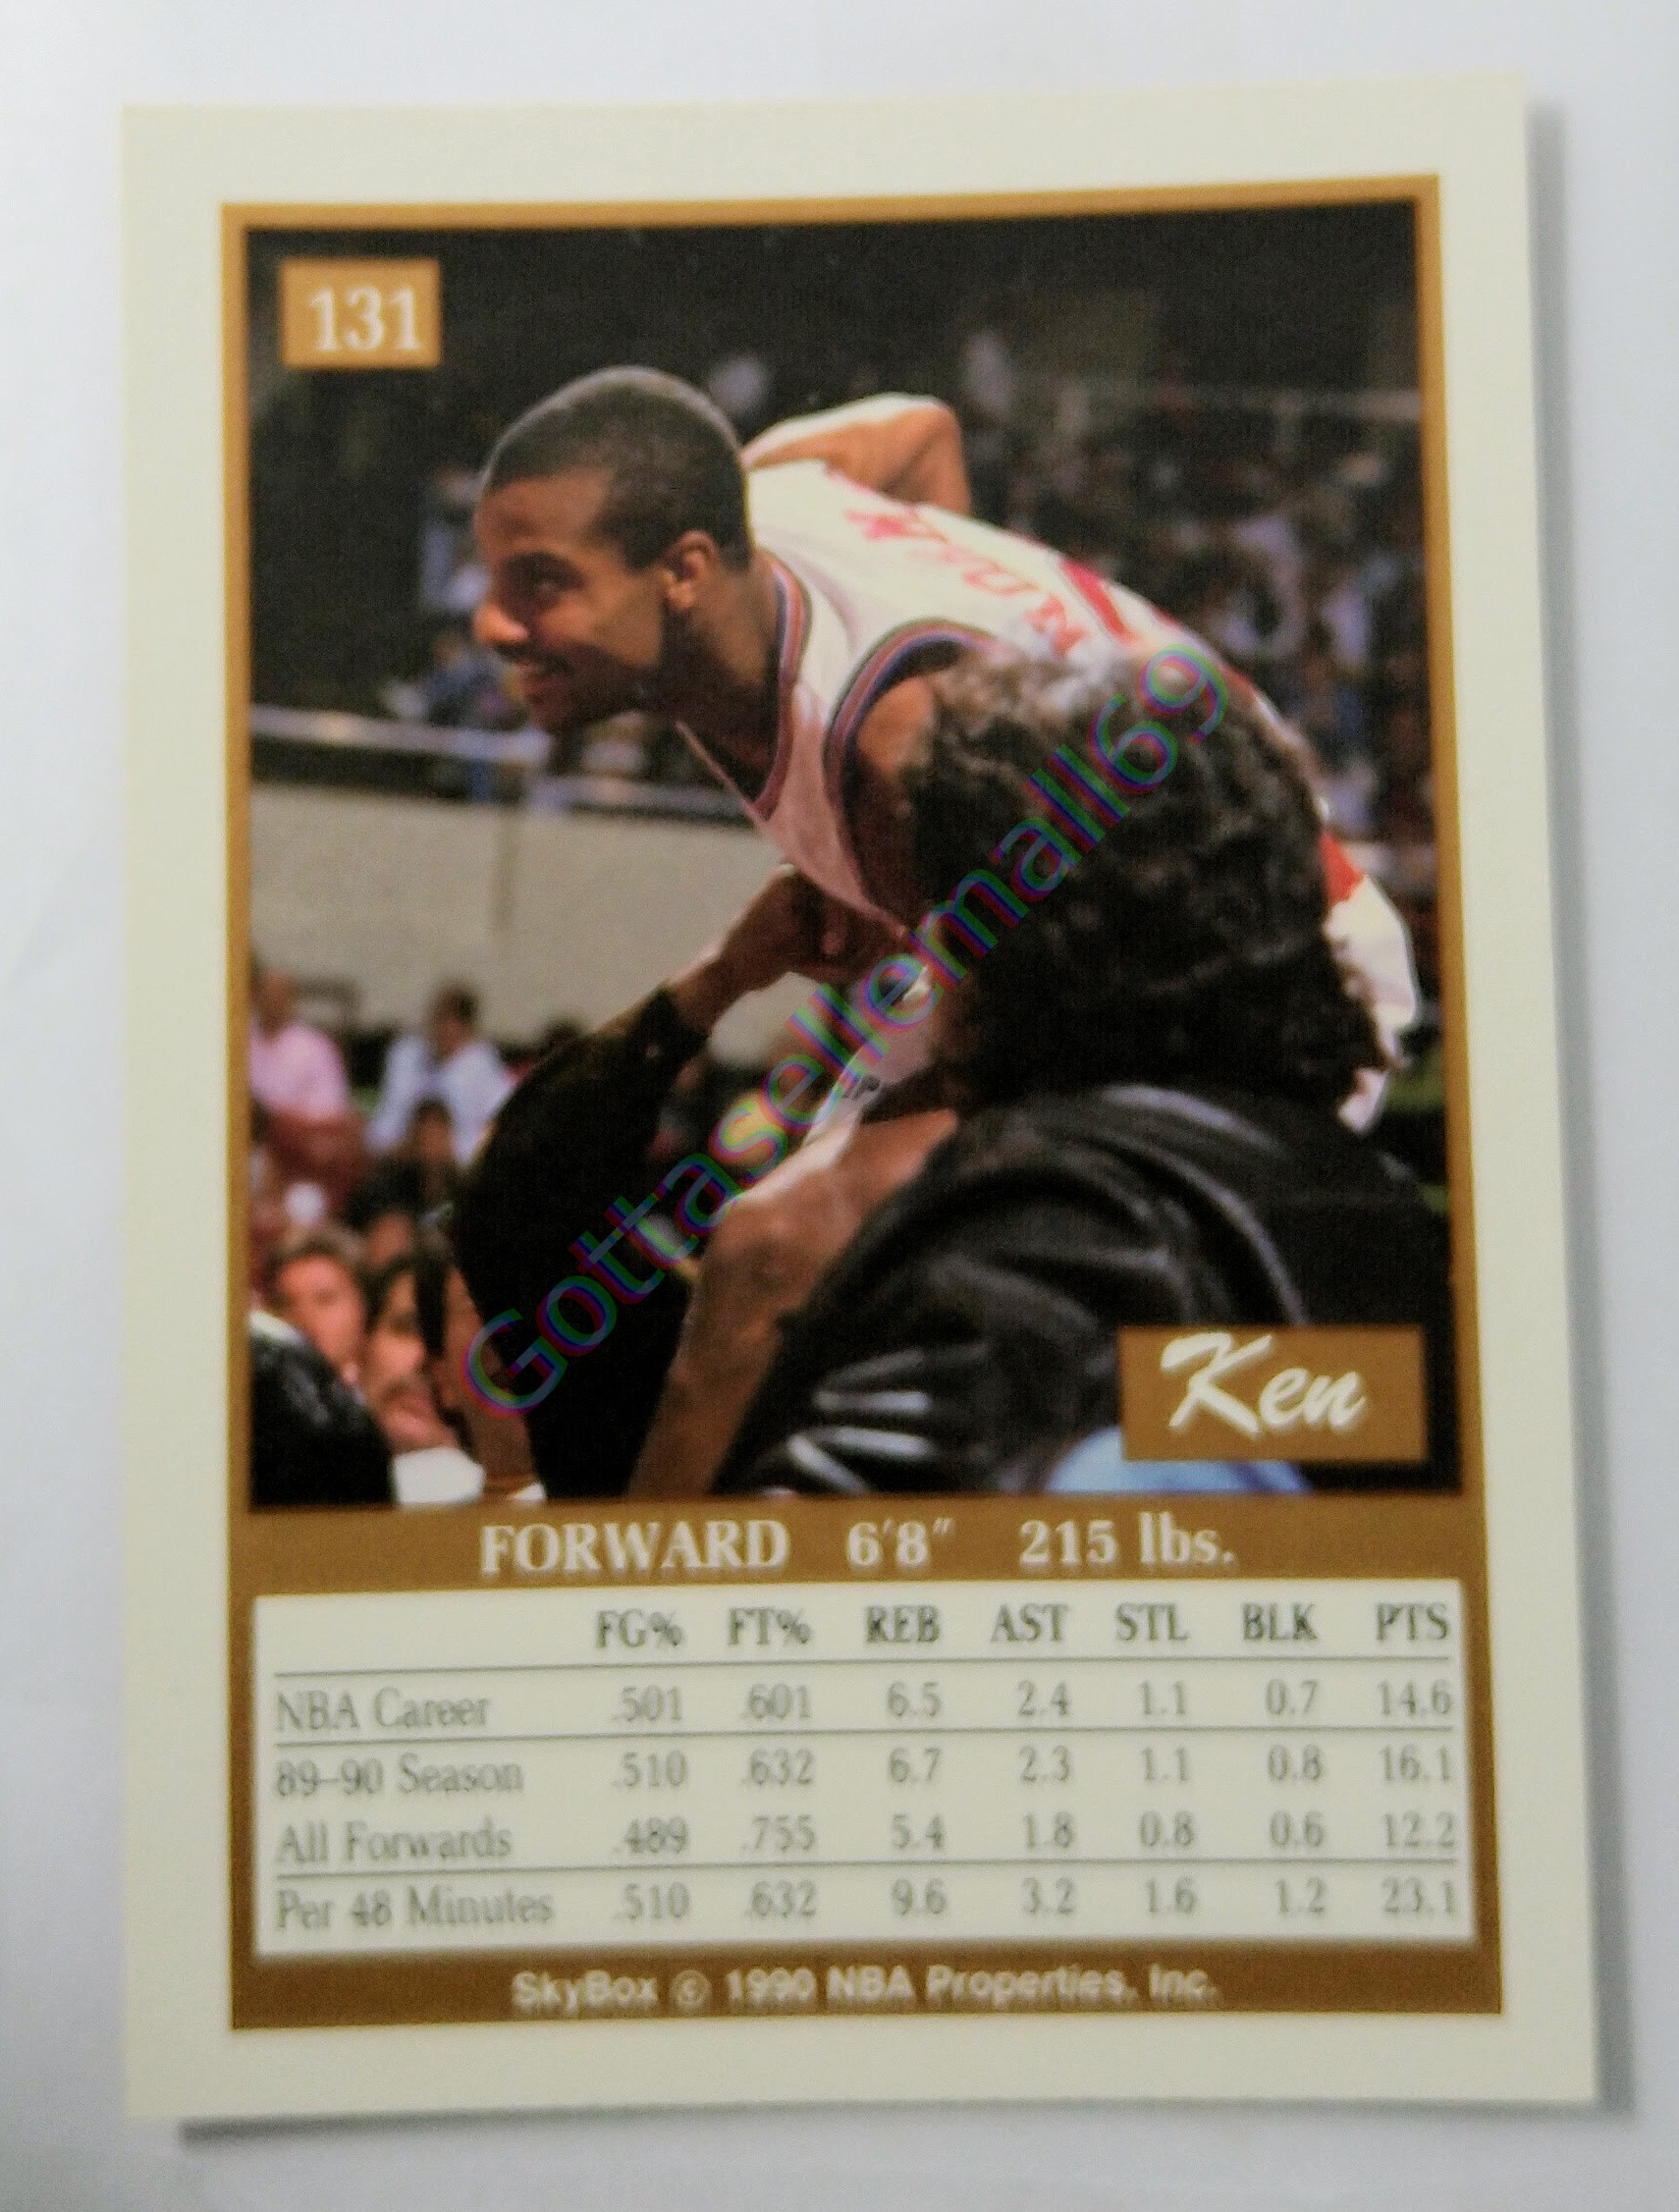 131
Gottasellemall69
Ken
FORWARD 6'8" 215 lbs.
FG% FT% REB AST STL BLK PTS
NBA Career .501 .601 6.5 2.4 1.1 0.7 14.6
89-90 Season .510 .632 6.7 2.3 1.1 0.8 16.1
All Forwards .489 .755 5.4 1.8 0.8 0.6 12.2
Per 48 Minutes .510 .632 9.6 3.2 1.6 1.2 23.1
SkyBox © 1990 NBA Properties, Inc.